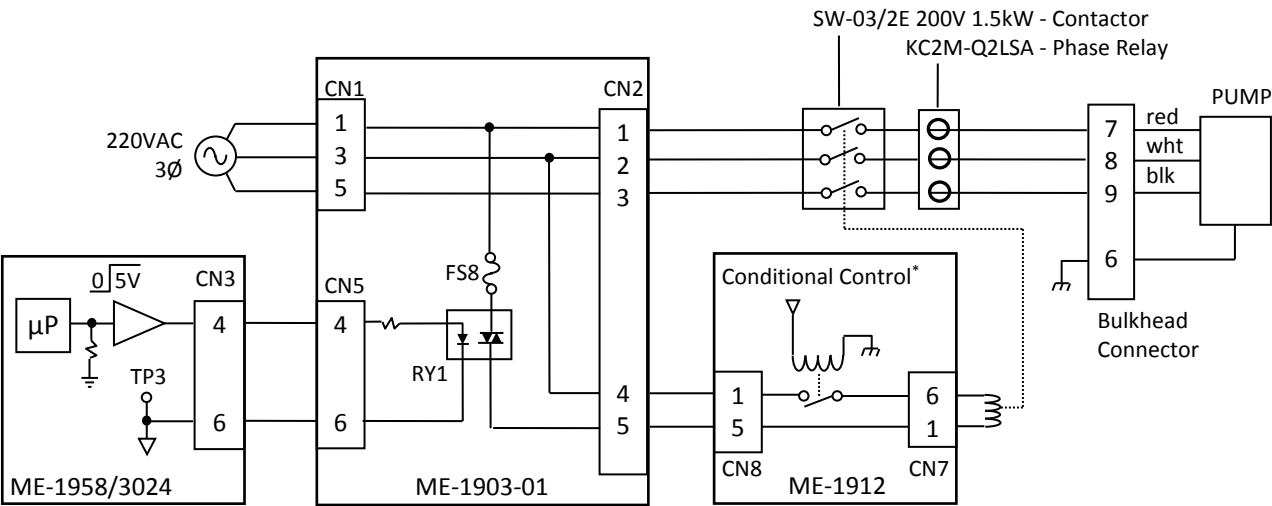 SW-03/2E 200V 1.5kW - Contactor
KC2M-Q2LSA - Phase Relay
CN1
CN2
PUMP
220VAC
3Ø
1
3
5
1
2
3
7
8
9
6
red
wht
blk
Bulkhead
Connector
0 5V
CN3
µP
4
TP3
6
ME-1958/3024
CN5
4
6
FS8
RY1
4
5
ME-1903-01
Conditional Control*
1
5
CN8
6
1
CN7
ME-1912